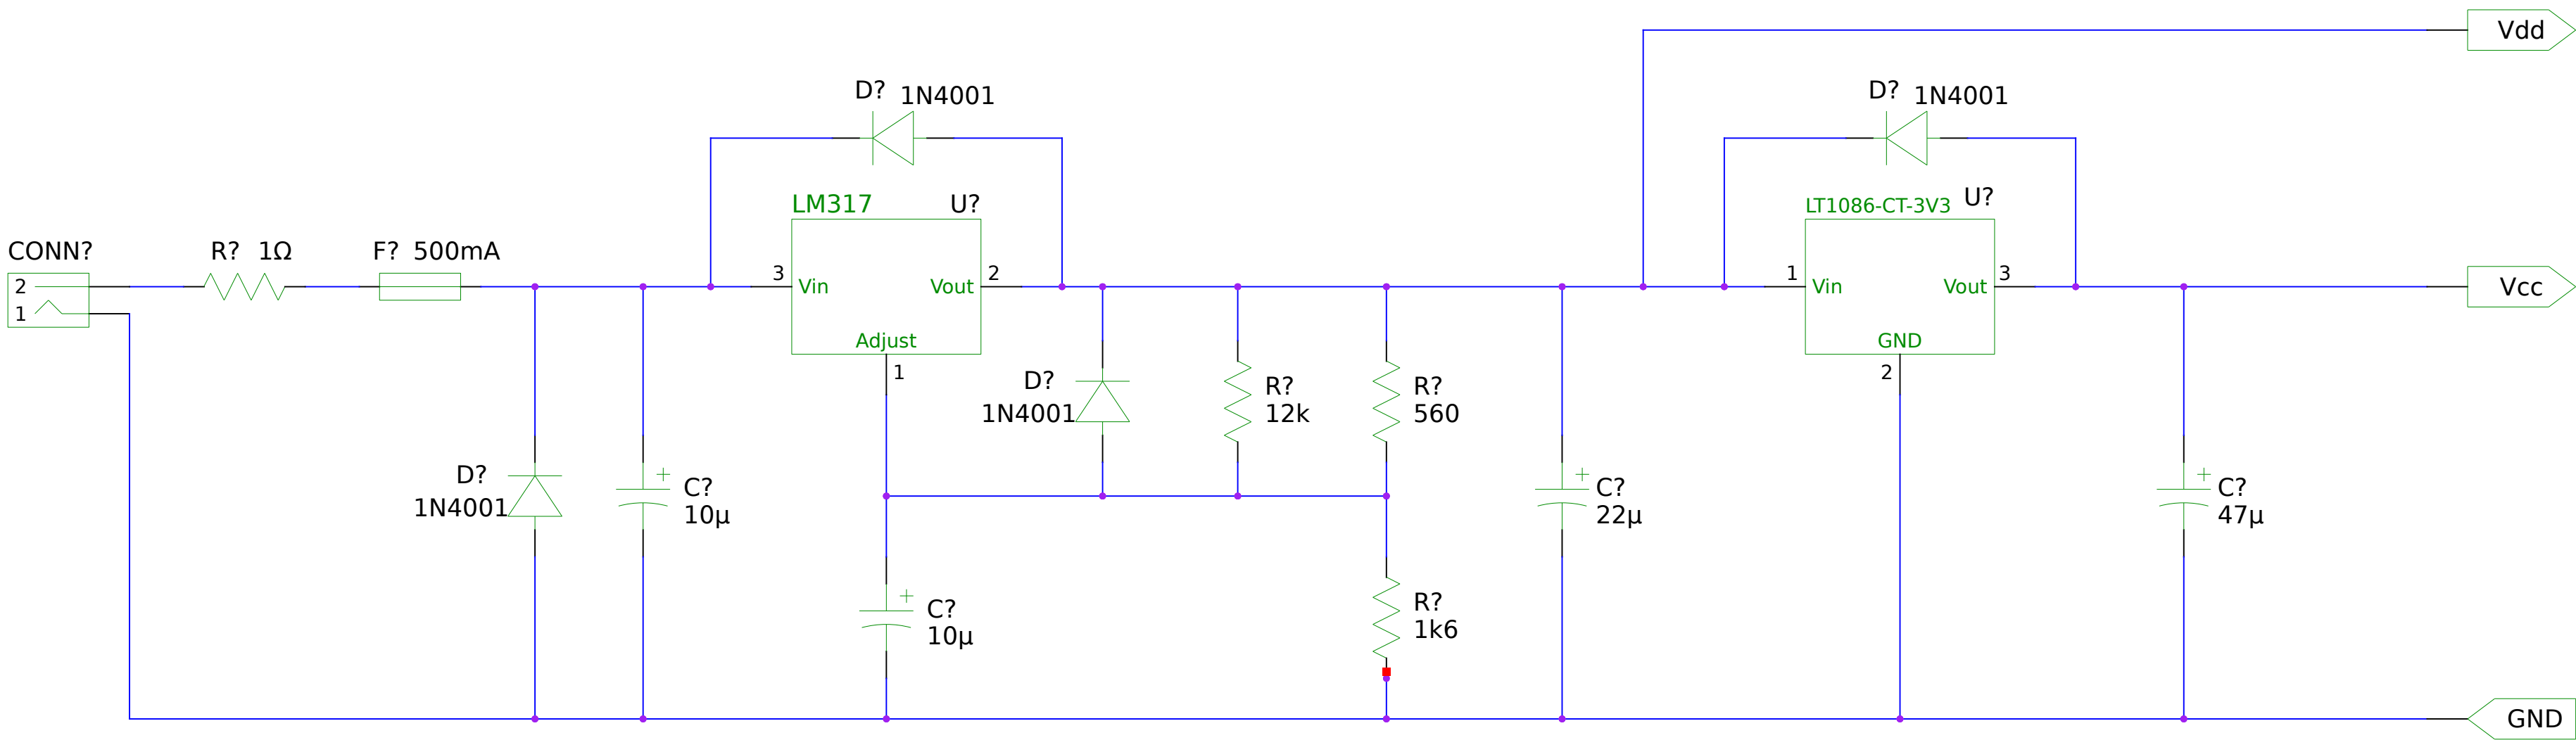 Vdd
D? 1N4001
D? 1N4001
LM317 U?
LT1086-CT-3V3 U?
CONN?
R? 1Ω
F? 500mA
2
1
3
Vin
Vout
2
Adjust
1
1
Vin
Vout
3
GND
2
Vcc
D?
1N4001
R?
12k
R?
560
D?
1N4001
C?
10μ
+
C?
22μ
+
C?
47μ
+
C?
10μ
+
R?
1k6
GND